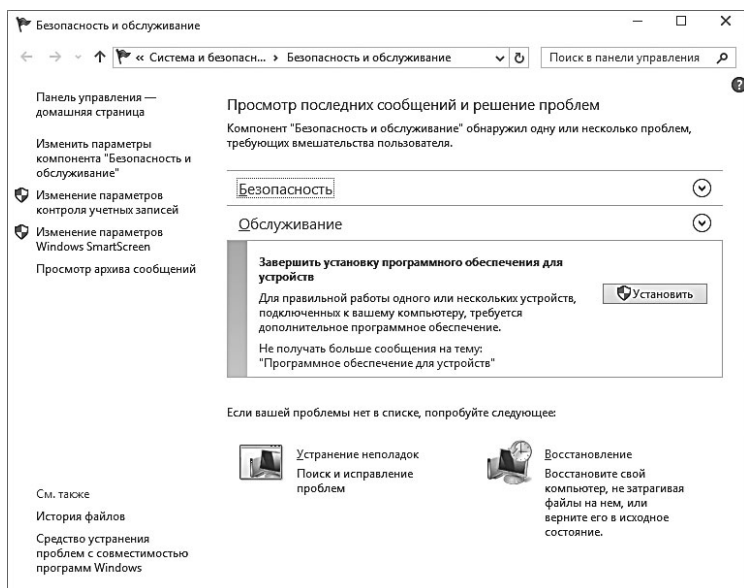 Безопасность и обслуживание
« Система и безопасн... › Безопасность и обслуживание
Поиск в панели управления
Панель управления —
домашняя страница
Изменить параметры
компонента "Безопасность и
обслуживание"
Изменение параметров
контроля учетных записей
Изменение параметров
Windows SmartScreen
Просмотр архива сообщений
Просмотр последних сообщений и решение проблем
Компонент "Безопасность и обслуживание" обнаружил одну или несколько проблем,
требующих вмешательства пользователя.
Безопасность
Обслуживание
Завершить установку программного обеспечения для
устройств
Для правильной работы одного или нескольких устройств,
подключенных к вашему компьютеру, требуется
дополнительное программное обеспечение.
Установить
Не получать больше сообщения на тему:
"Программное обеспечение для устройств"
Если вашей проблемы нет в списке, попробуйте следующее:
Устранение неполадок
Поиск и исправление
проблем
Восстановление
Восстановите свой
компьютер, не затрагивая
файлы на нем, или
верните его в исходное
состояние.
См. также
История файлов
Средство устранения
проблем с совместимостью
программ Windows